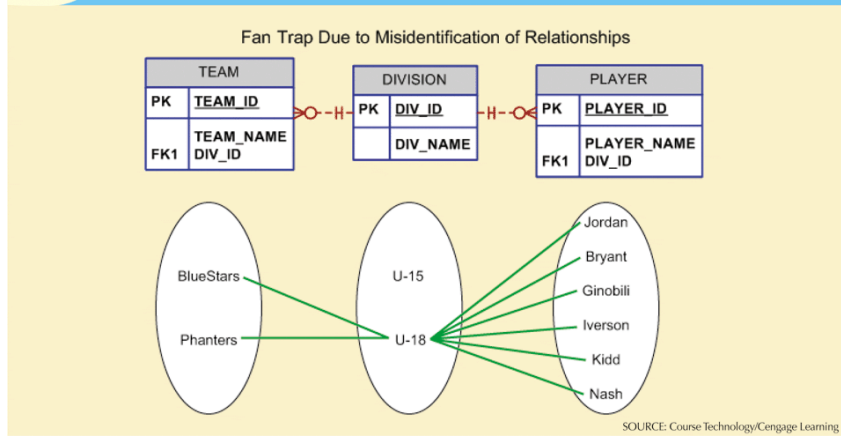 Fan Trap Due to Misidentification of Relationships
TEAM
PK TEAM_ID
TEAM_NAME
FK1 DIV_ID
DIVISION
PK DIV_ID
DIV_NAME
PLAYER
PK PLAYER_ID
PLAYER_NAME
FK1 DIV_ID
BlueStars
Phanters
U-15
U-18
Jordan
Bryant
Ginobili
Iverson
Kidd
Nash
SOURCE: Course Technology/Cengage Learning